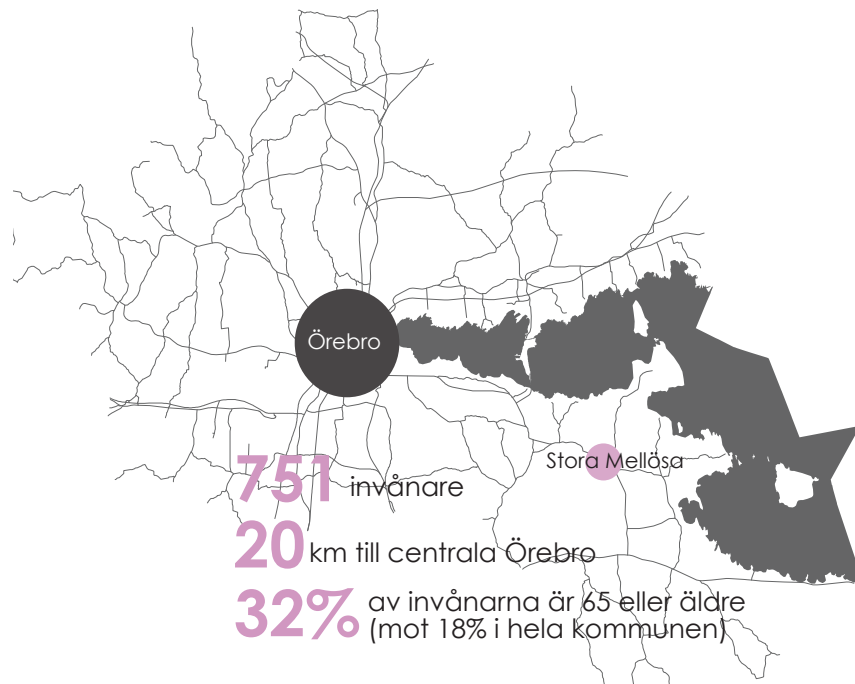 Örebro
Stora Mellösa
751 invånare
20 km till centrala Örebro
32% av invånarna är 65 eller äldre
(mot 18% i hela kommunen)